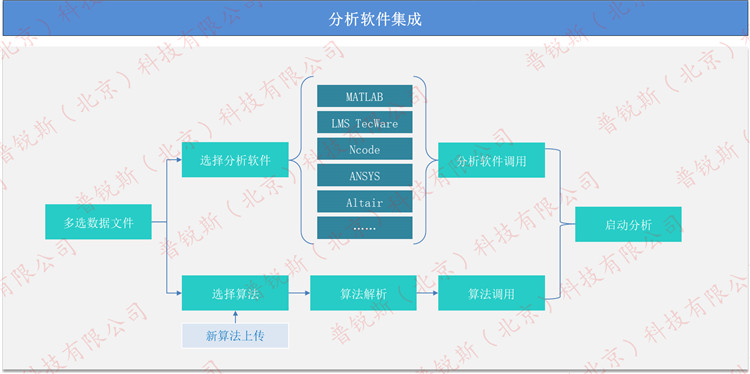 分析软件集成
多选数据文件
选择分析软件
MATLAB
LMS TecWare
Ncode
ANSYS
Altair
……
分析软件调用
选择算法
新算法上传
算法解析
算法调用
启动分析
普锐斯（北京）科技有限公司